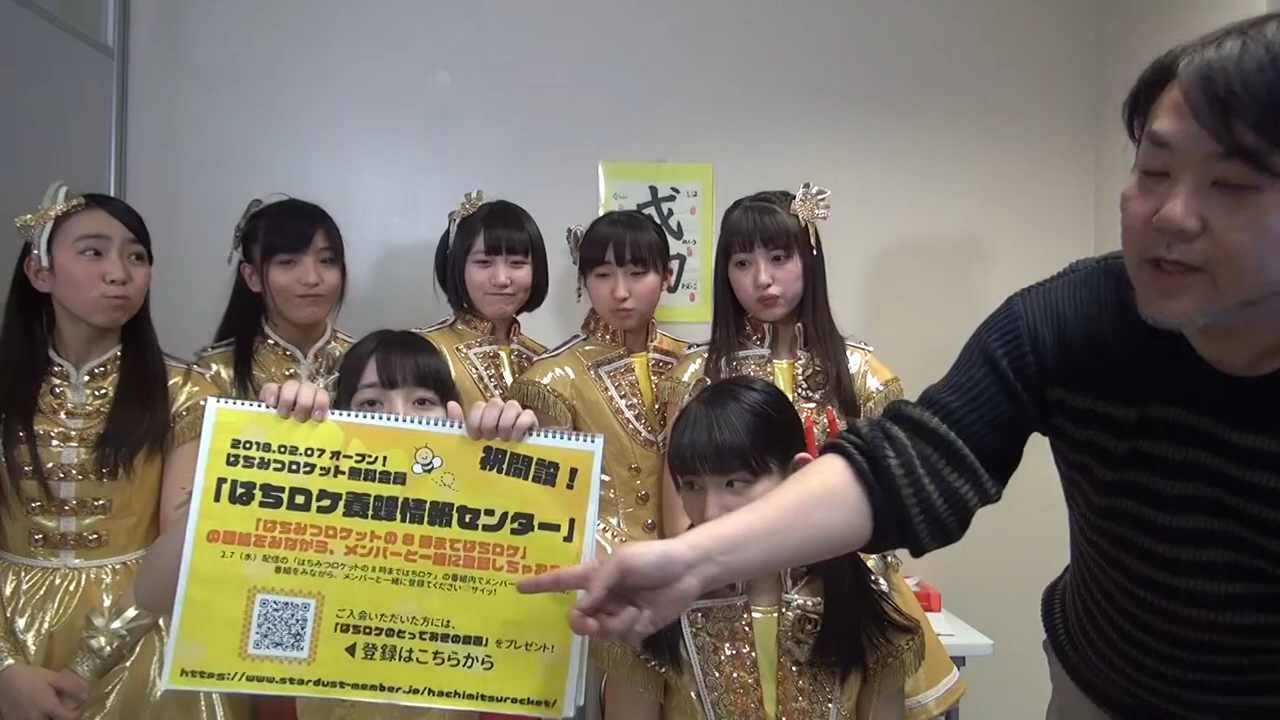 2018.02.07 オープン！
はちみつロケット無料会員
祝開設！
「はちロケ養蜂情報センター」
「はちみつロケットの8時まではちロケ」
の番組をみながら、メンバーと一緒に登録しちゃお
2.7（水）配信の「はちみつロケットの8時まではちロケ」の番組内でメンバー
番組をみながら、メンバーと一緒に登録してくださいサイッ！
ご入会いただいた方には、
「はちロケのとっておきの動画」をプレゼント！
◀登録はこちらから
https://www.stardust-member.jp/hachimitsurocket/